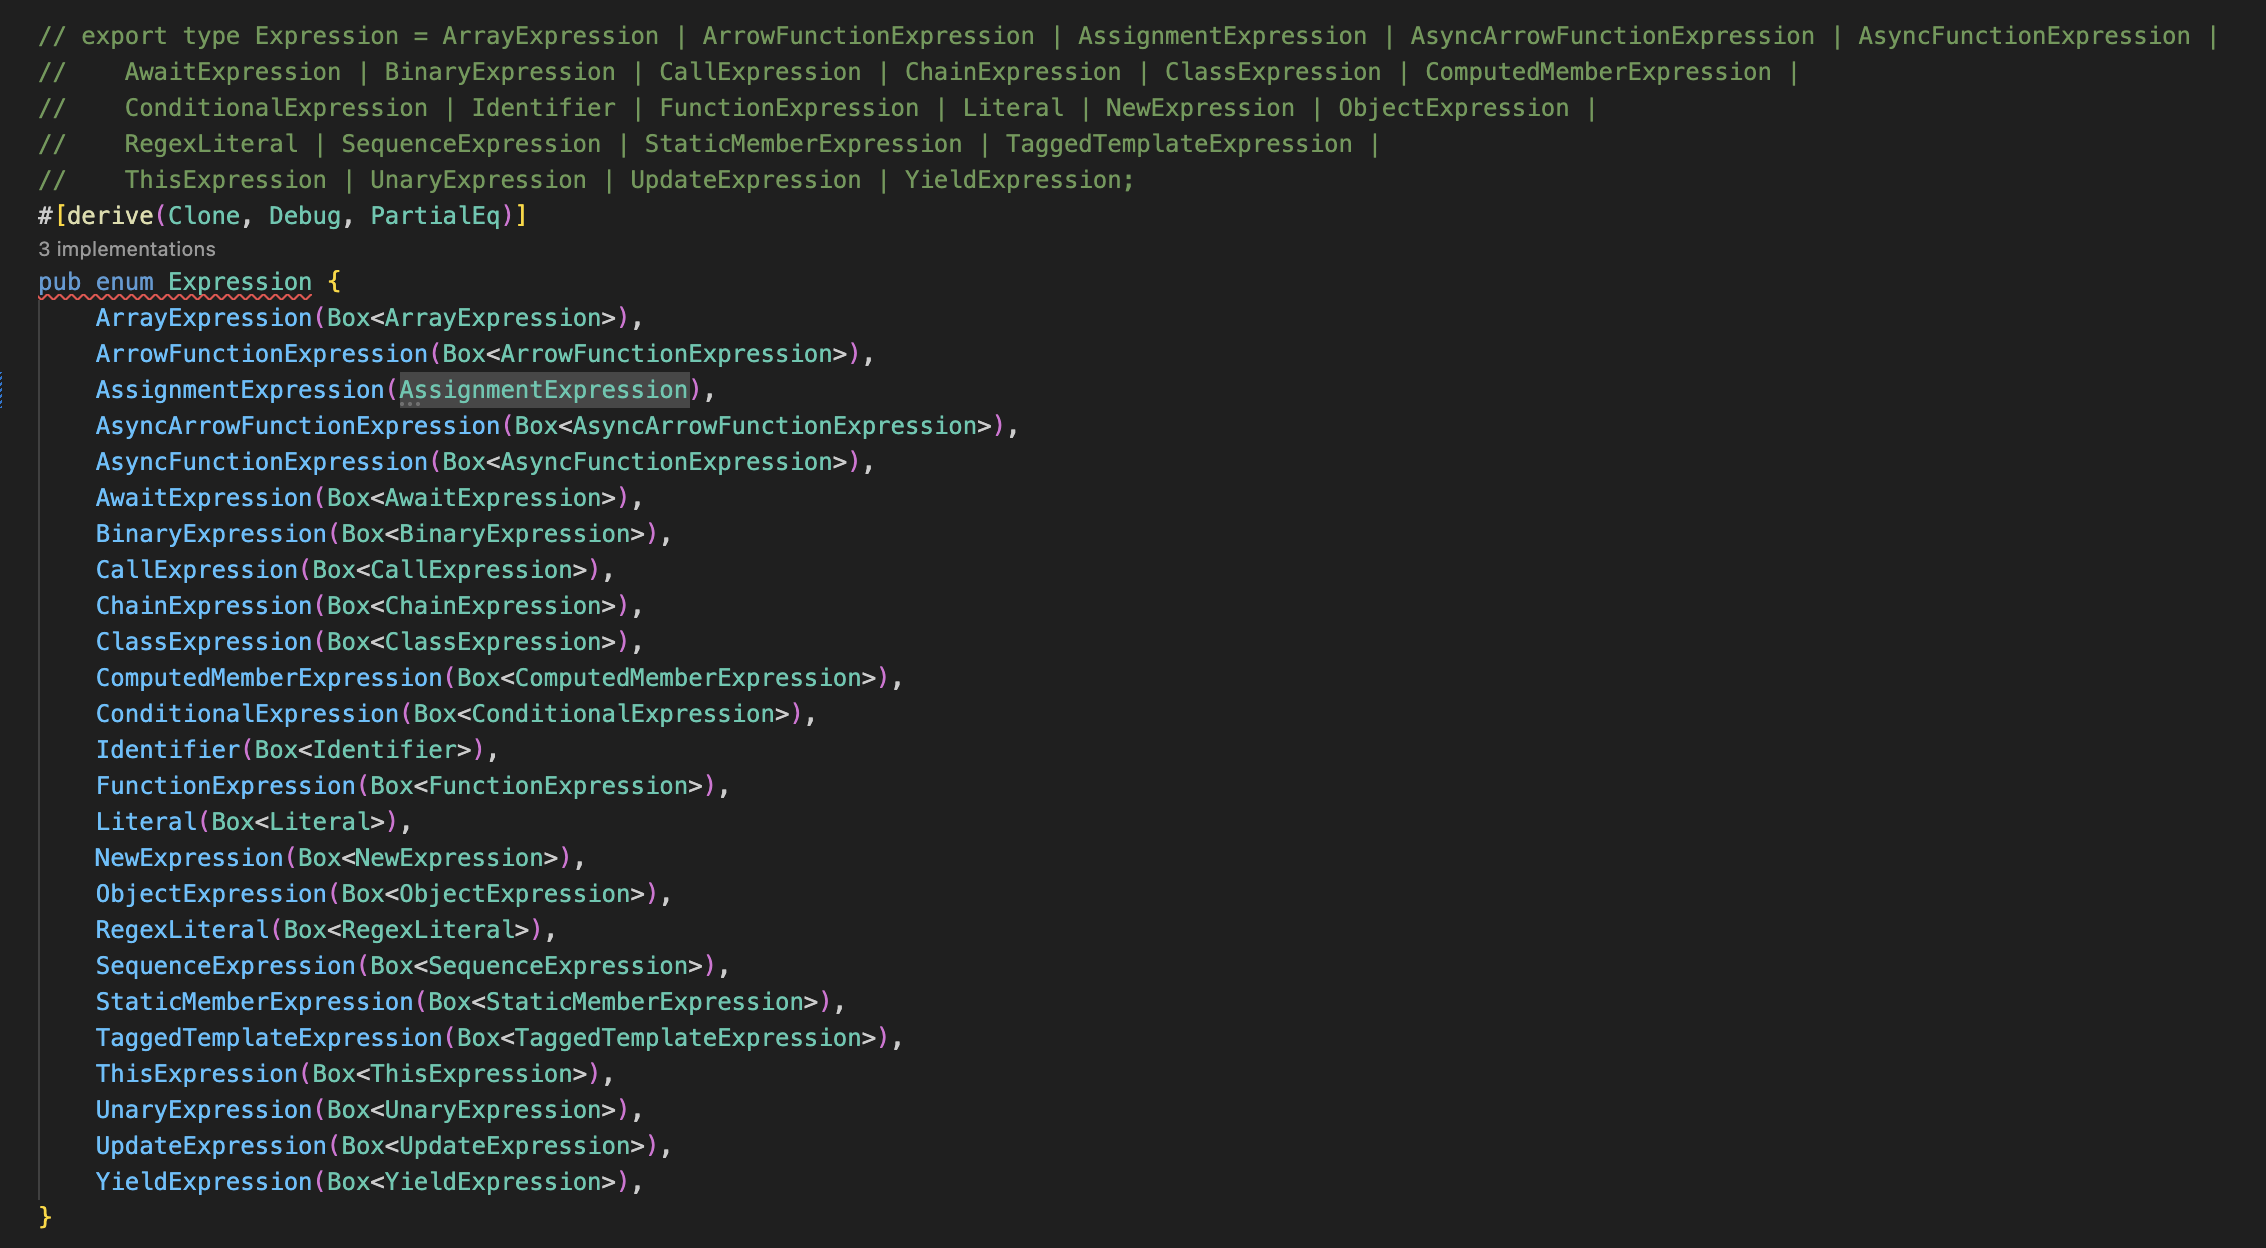 // export type Expression = ArrayExpression | ArrowFunctionExpression | AssignmentExpression | AsyncArrowFunctionExpression | AsyncFunctionExpression |
//    AwaitExpression | BinaryExpression | CallExpression | ChainExpression | ClassExpression | ComputedMemberExpression |
//    ConditionalExpression | Identifier | FunctionExpression | Literal | NewExpression | ObjectExpression |
//    RegexLiteral | SequenceExpression | StaticMemberExpression | TaggedTemplateExpression |
//    ThisExpression | UnaryExpression | UpdateExpression | YieldExpression;
#[derive(Clone, Debug, PartialEq)]
3 implementations
pub enum Expression {
    ArrayExpression(Box<ArrayExpression>),
    ArrowFunctionExpression(Box<ArrowFunctionExpression>),
    AssignmentExpression(AssignmentExpression),
    AsyncArrowFunctionExpression(Box<AsyncArrowFunctionExpression>),
    AsyncFunctionExpression(Box<AsyncFunctionExpression>),
    AwaitExpression(Box<AwaitExpression>),
    BinaryExpression(Box<BinaryExpression>),
    CallExpression(Box<CallExpression>),
    ChainExpression(Box<ChainExpression>),
    ClassExpression(Box<ClassExpression>),
    ComputedMemberExpression(Box<ComputedMemberExpression>),
    ConditionalExpression(Box<ConditionalExpression>),
    Identifier(Box<Identifier>),
    FunctionExpression(Box<FunctionExpression>),
    Literal(Box<Literal>),
    NewExpression(Box<NewExpression>),
    ObjectExpression(Box<ObjectExpression>),
    RegexLiteral(Box<RegexLiteral>),
    SequenceExpression(Box<SequenceExpression>),
    StaticMemberExpression(Box<StaticMemberExpression>),
    TaggedTemplateExpression(Box<TaggedTemplateExpression>),
    ThisExpression(Box<ThisExpression>),
    UnaryExpression(Box<UnaryExpression>),
    UpdateExpression(Box<UpdateExpression>),
    YieldExpression(Box<YieldExpression>),
}